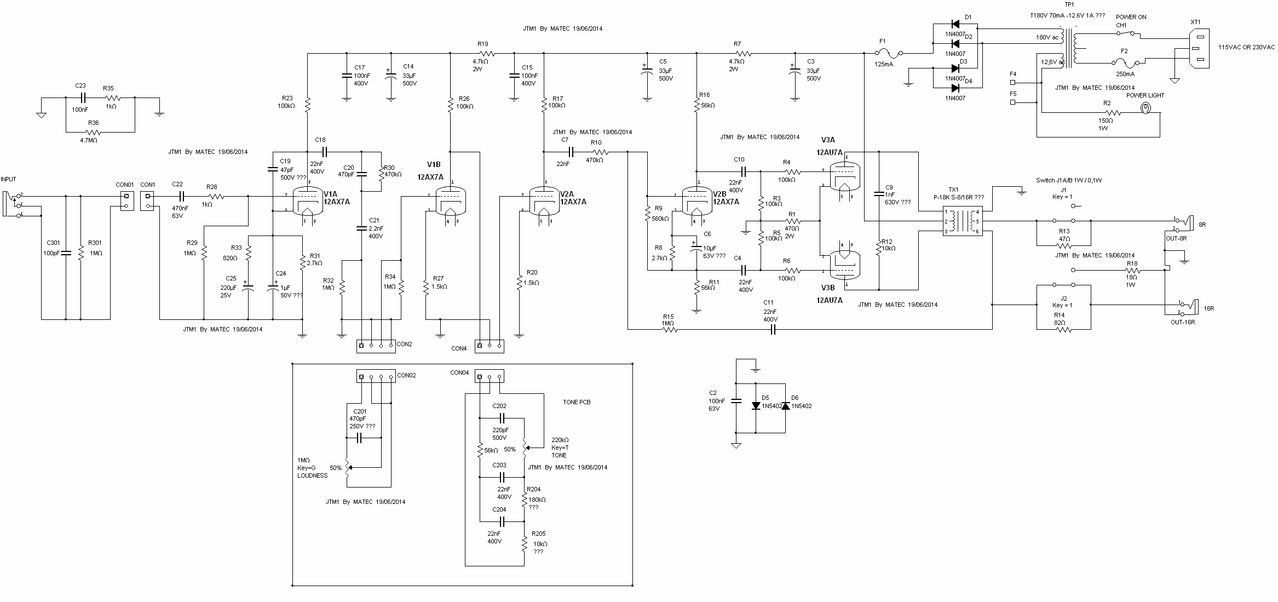 JTM1 By MATEC 19/06/2014
TP1
T180V 70mA -12,6V 1A ???
POWER ON
CH1
XT1
D1
1N4007
180V ac
F1
125mA
D2
1N4007
F2
250mA
115VAC OR 230VAC
D3
1N4007
12,6V ac
D4
1N4007
F4
F5
JTM1 By MATEC 19/06/2014
POWER LIGHT
R2
150Ω
1W
R19
4.7kΩ
2W
R7
4.7kΩ
2W
C17
100nF
400V
C14
33µF
500V
C15
100nF
400V
C5
33µF
500V
C3
33µF
500V
C23
100nF
R35
1kΩ
R36
4.7MΩ
R23
100kΩ
R26
100kΩ
R17
100kΩ
R16
56kΩ
JTM1 By MATEC 19/06/2014
JTM1 By MATEC 19/06/2014
JTM1 By MATEC 19/06/2014
C18
22nF
400V
C19
47pF
500V ???
C20
470pF
R30
470kΩ
V1B
12AX7A
C7
22nF
400V
R10
470kΩ
V3A
12AU7A
C10
22nF
400V
R4
100kΩ
INPUT
CON01
CON1
C22
470nF
63V
R28
1kΩ
V1A
12AX7A
V2A
12AX7A
V2B
12AX7A
R9
560kΩ
R3
100kΩ
R1
470Ω
2W
R5
100kΩ
C9
1nF
630V ???
TX1
P-18K S-8/16R ???
Switch J1A/B 1W / 0,1W
J1
Key = 1
R13
47Ω
8R
OUT-8R
C301
100pF
R301
1MΩ
R29
1MΩ
R33
820Ω
R31
2.7kΩ
C21
2.2nF
400V
C25
220µF
25V
C24
1µF
50V ???
R32
1MΩ
R34
1MΩ
R27
1.5kΩ
R20
1.5kΩ
R8
2.7kΩ
C6
10µF
63V ???
R11
56kΩ
C4
22nF
400V
R6
100kΩ
R12
10kΩ
V3B
12AU7A
JTM1 By MATEC 19/06/2014
JTM1 By MATEC 19/06/2014
R18
18Ω
1W
J2
Key = 1
R14
82Ω
16R
OUT-16R
JTM1 By MATEC 19/06/2014
R15
1MΩ
C11
22nF
400V
CON2
CON4
CON02
CON04
C201
470pF
250V ???
1MΩ
Key=G
LOUDNESS
50%
C202
220pF
500V
56kΩ
50%
TONE PCB
220kΩ
Key=T
TONE
C203
22nF
400V
JTM1 By MATEC 19/06/2014
R204
180kΩ
???
C204
22nF
400V
R205
10kΩ
???
JTM1 By MATEC 19/06/2014
C2
100nF
63V
D5
1N5402
D6
1N5402